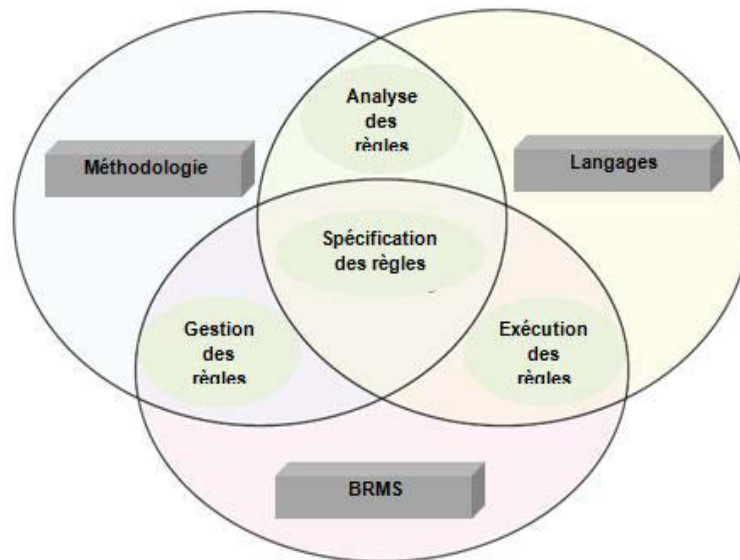 Analyse
des
règles
Méthodologie
Langages
Spécification
des règles
Gestion
des
règles
Exécution
des
règles
BRMS